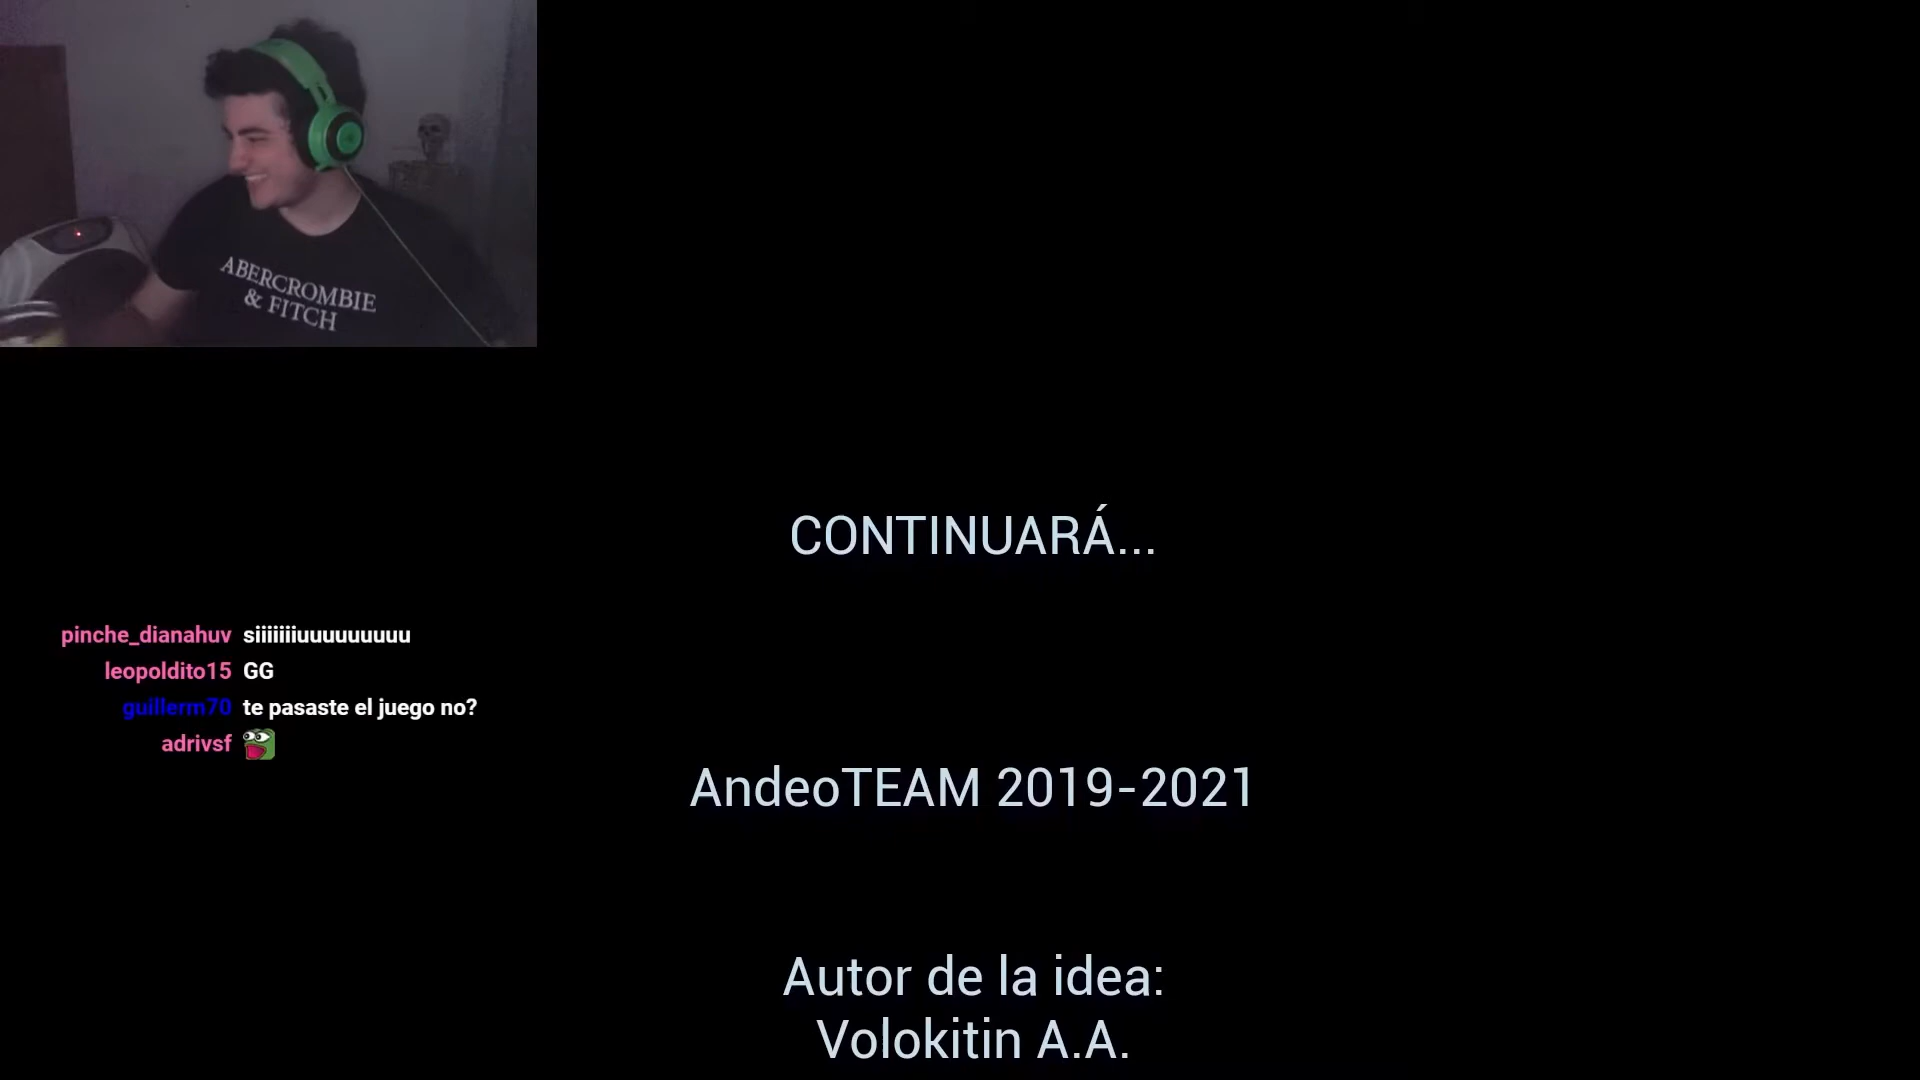 ABERCROMBIE
& FITCH
CONTINUARÁ...
pinche_dianahuv siiiiiiiuuuuuuuuu
leopoldito15 GG
guillerm70 te pasaste el juego no?
adrivsf
AndeoTEAM 2019-2021
Autor de la idea:
Volokitin A.A.